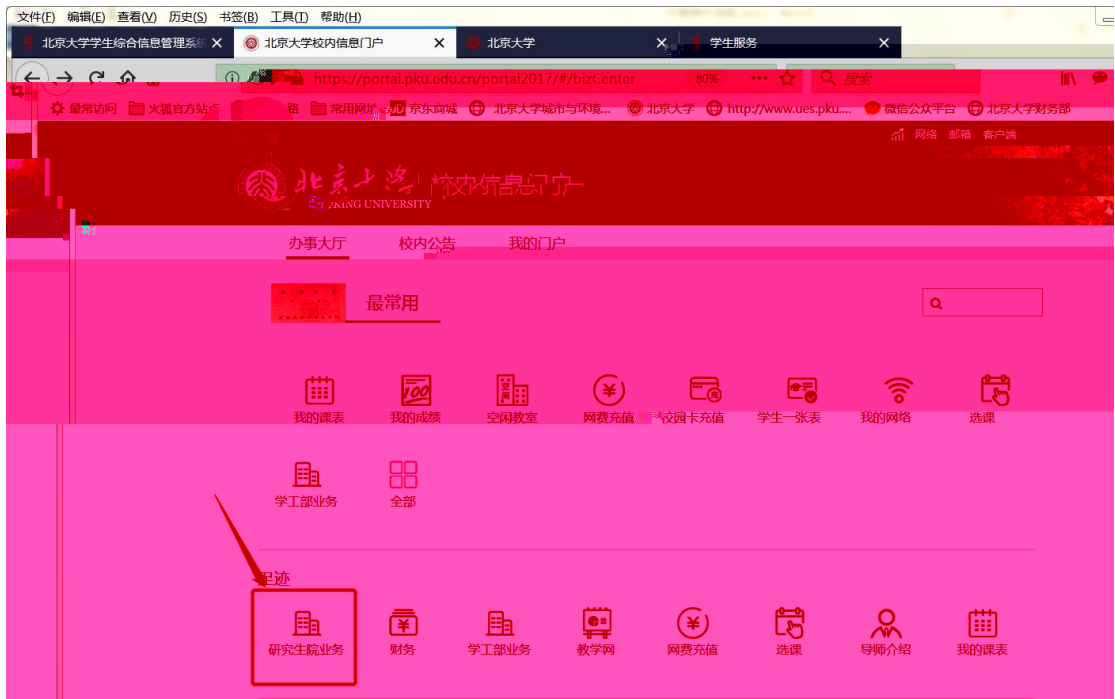 文件(F) 编辑(E) 查看(V) 历史(S) 书签(B) 工具(T) 帮助(H)
北京大学学生综合信息管理系统 北京大学校内信息门户 北京大学 学生服务
https://portal.pku.edu.cn/portal2017/#/bizCenter 80% 搜索
最常访问 火狐官方站点 常用网址 京东商城 北京大学城市与环境... 北京大学 http://www.ues.pku.... 微信公众平台 北京大学财务部
网络 邮箱 客户端
北京大学 校内信息门户
UNIVERSITY
办事大厅 校内公告 我的门户
最常用
100 空闲
我的课表 我的成绩 空闲教室 网费充值 校园卡充值 学生一张表 我的网络 选课
学工部业务 全部
足迹
研究生院业务 财务 学工部业务 教学网 网费充值 选课 导师介绍 我的课表